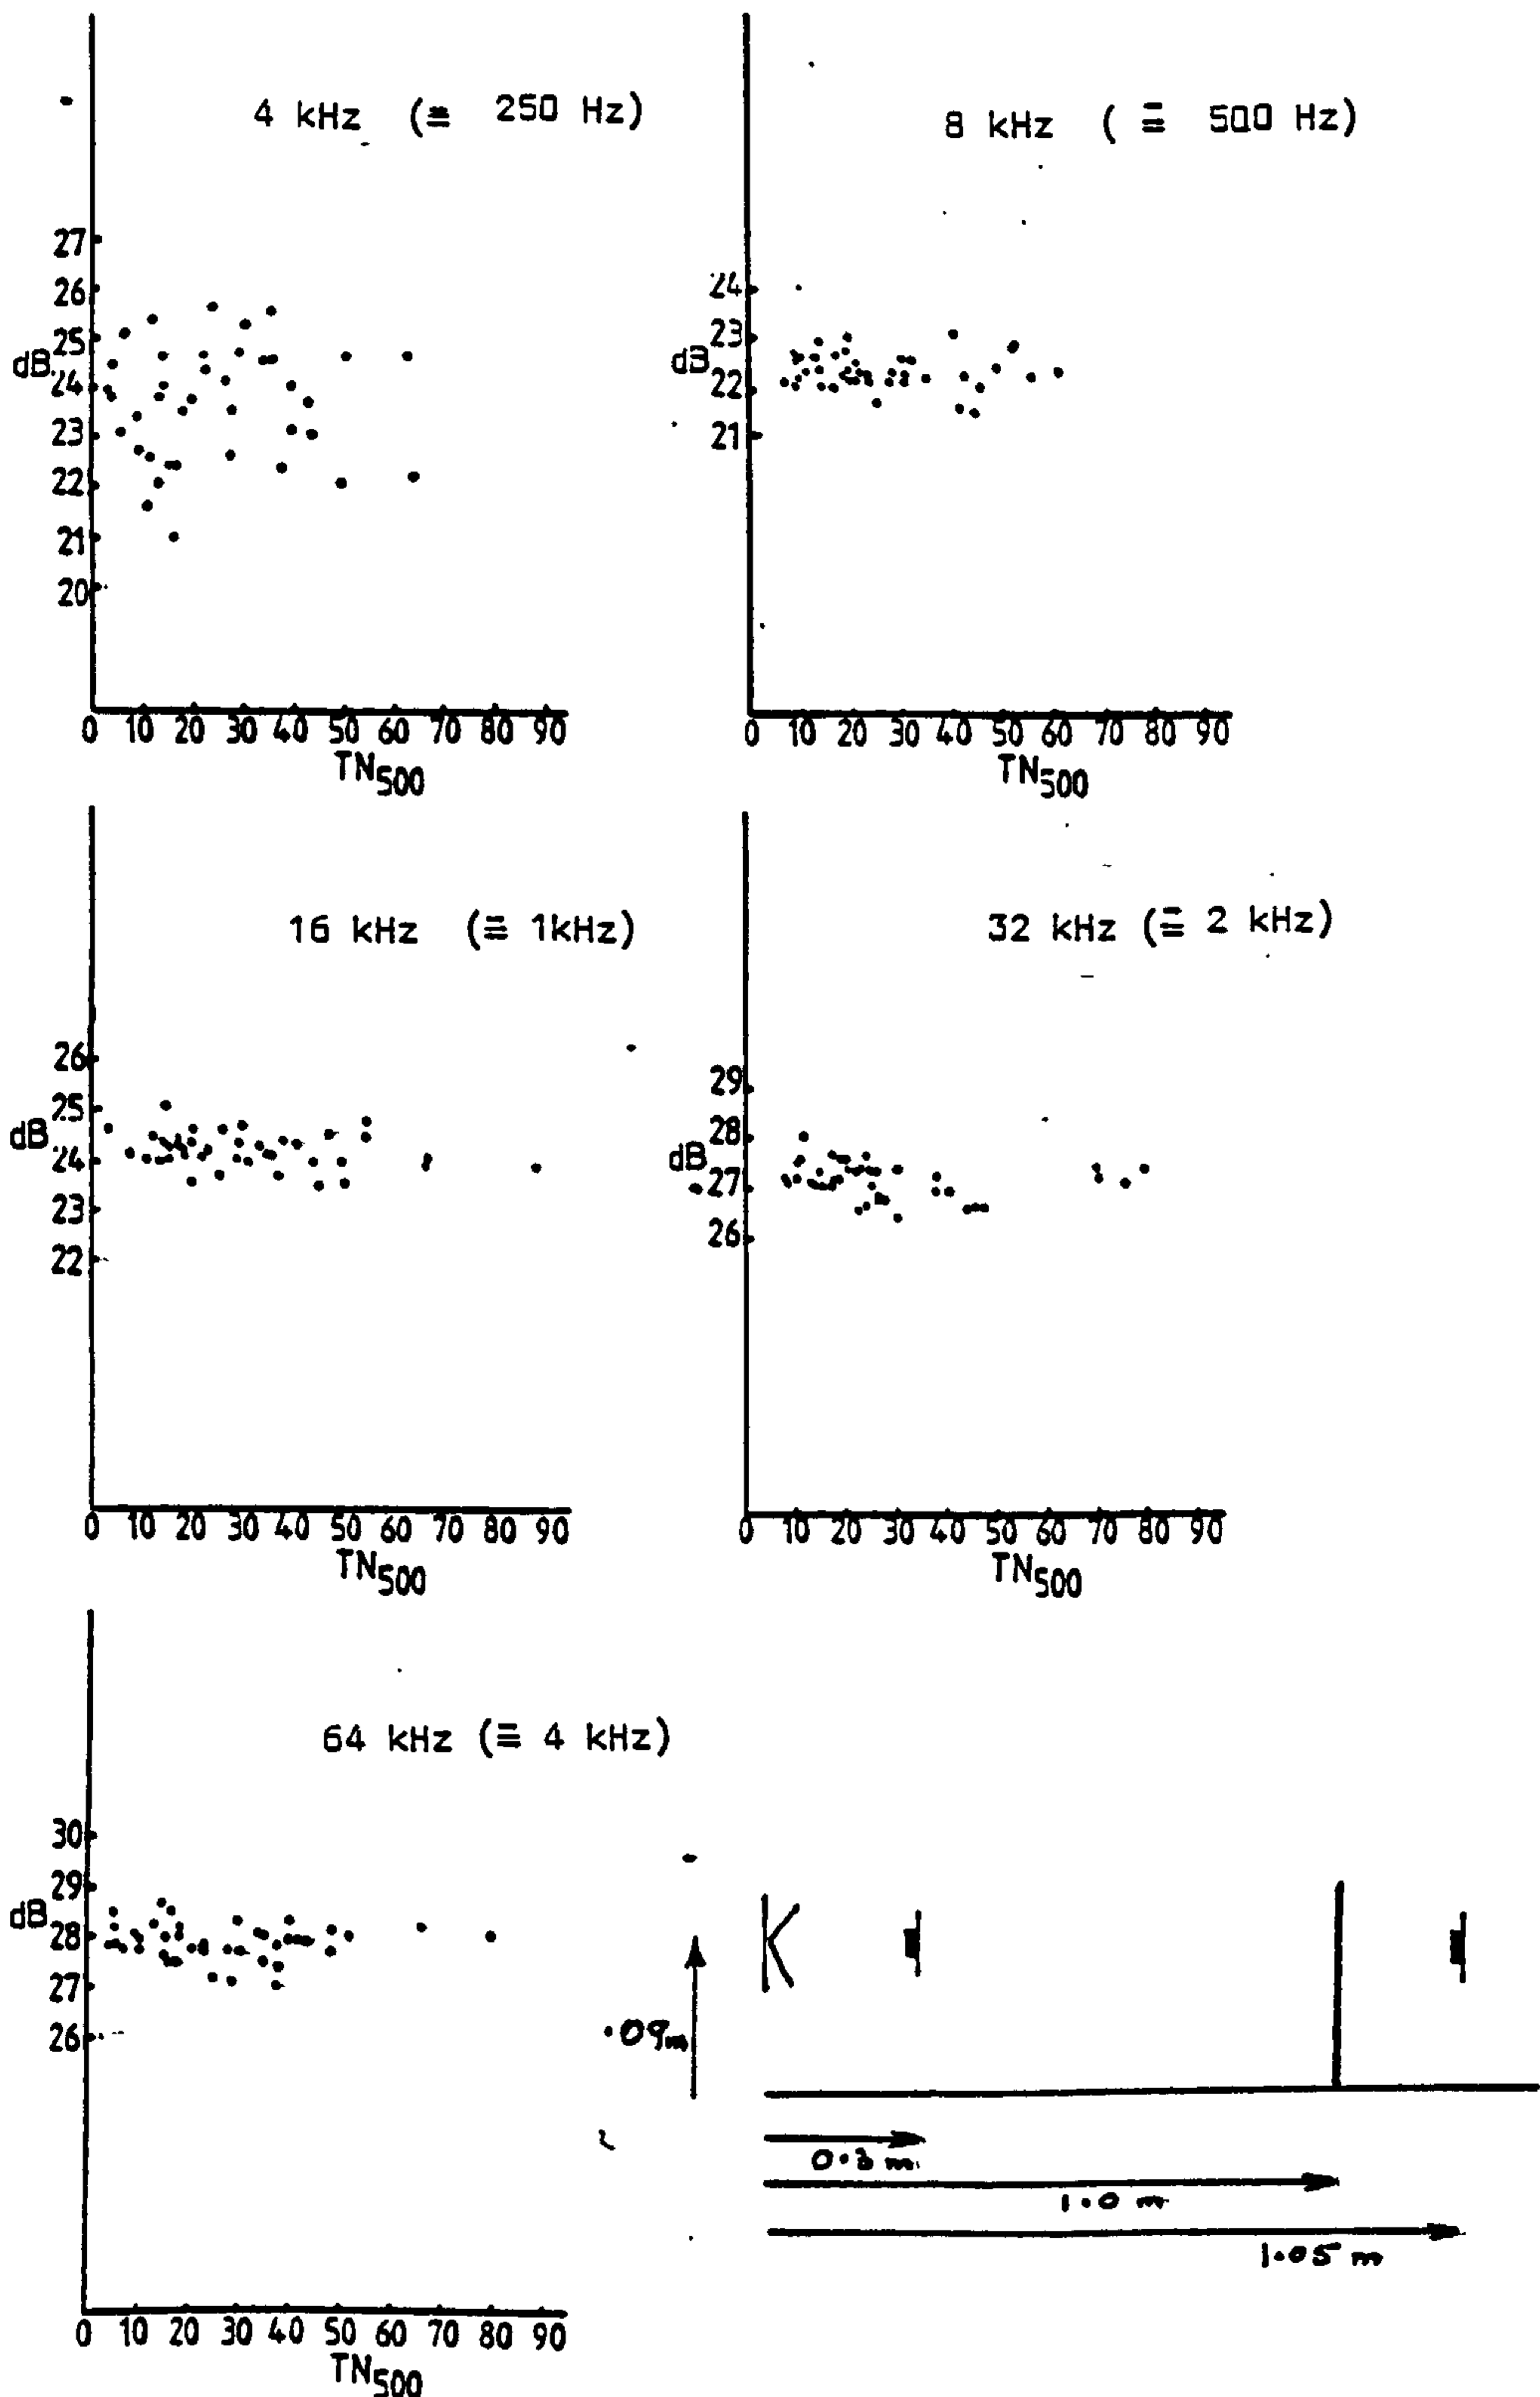 4 kHz (≡ 250 Hz)
27
26
25
dB
24
23
22
21
20
0 10 20 30 40 50 60 70 80 90
TN500
8 kHz ( ≡ 500 Hz)
24
23
dB
22
21
0 10 20 30 40 50 60 70 80 90
TN500
16 kHz (≡ 1kHz)
26
25
dB
24
23
22
0 10 20 30 40 50 60 70 80 90
TN500
32 kHz (≡ 2 kHz)
29
28
dB
27
26
0 10 20 30 40 50 60 70 80 90
TN500
64 kHz (≡ 4 kHz)
30
29
dB
28
27
26
0 10 20 30 40 50 60 70 80 90
TN500
.09m
0.3 m
1.0 m
1.05 m